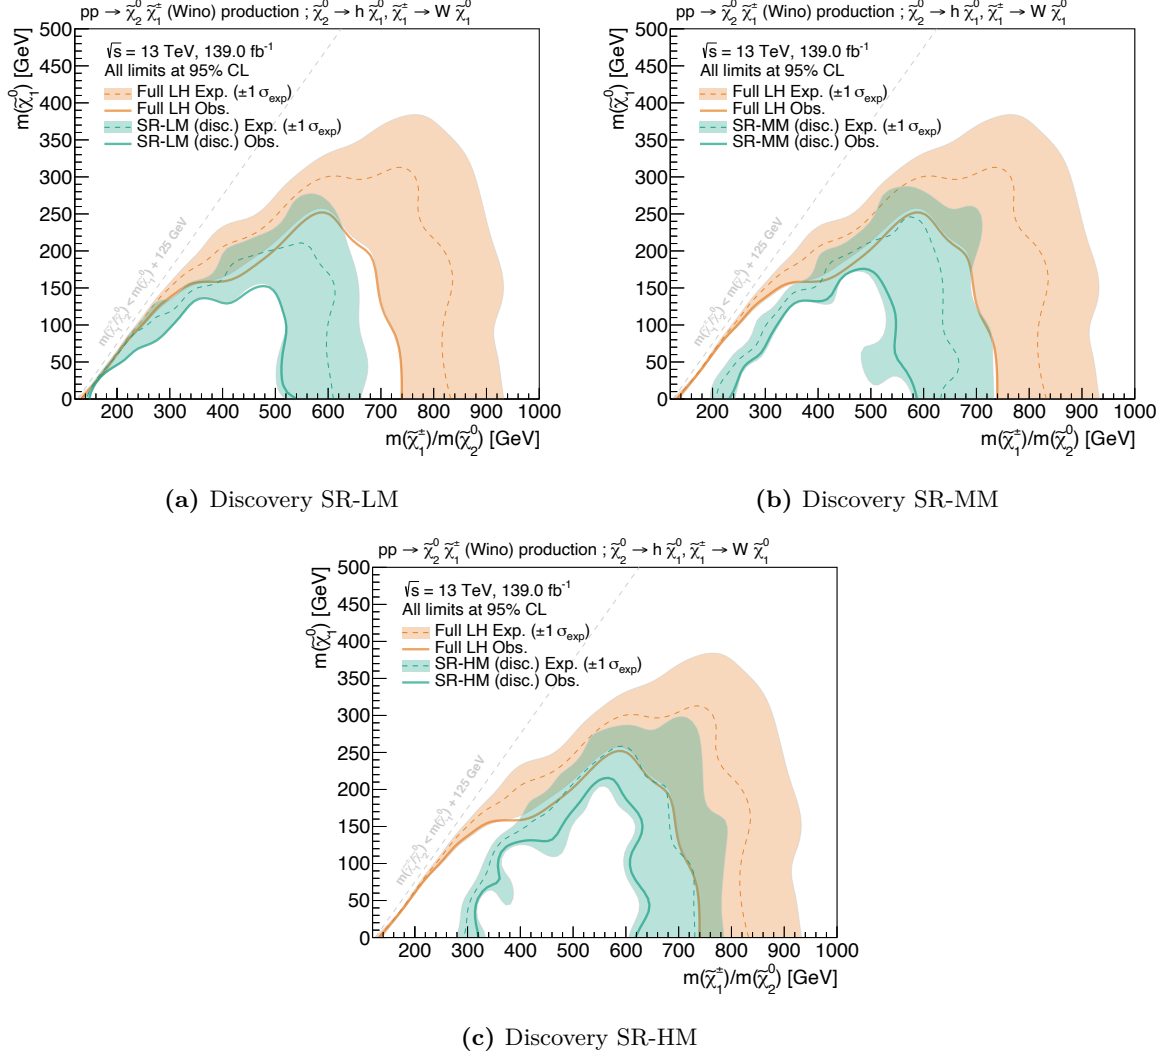 pp → χ̃₂⁰ χ̃₁± (Wino) production ; χ̃₂⁰ → h χ̃₁⁰, χ̃₁± → W χ̃₁⁰
m(χ̃₁⁰) [GeV]
500
450
400
350
300
250
200
150
100
50
0
√s = 13 TeV, 139.0 fb⁻¹
All limits at 95% CL
Full LH Exp. (±1 σexp)
Full LH Obs.
SR-LM (disc.) Exp. (±1 σexp)
SR-LM (disc.) Obs.
m(χ̃₁±/χ̃₂⁰) < m(χ̃₁⁰) + 125 GeV
200 300 400 500 600 700 800 900 1000
m(χ̃₁±)/m(χ̃₂⁰) [GeV]
(a) Discovery SR-LM
pp → χ̃₂⁰ χ̃₁± (Wino) production ; χ̃₂⁰ → h χ̃₁⁰, χ̃₁± → W χ̃₁⁰
m(χ̃₁⁰) [GeV]
500
450
400
350
300
250
200
150
100
50
0
√s = 13 TeV, 139.0 fb⁻¹
All limits at 95% CL
Full LH Exp. (±1 σexp)
Full LH Obs.
SR-MM (disc.) Exp. (±1 σexp)
SR-MM (disc.) Obs.
m(χ̃₁±/χ̃₂⁰) < m(χ̃₁⁰) + 125 GeV
200 300 400 500 600 700 800 900 1000
m(χ̃₁±)/m(χ̃₂⁰) [GeV]
(b) Discovery SR-MM
pp → χ̃₂⁰ χ̃₁± (Wino) production ; χ̃₂⁰ → h χ̃₁⁰, χ̃₁± → W χ̃₁⁰
m(χ̃₁⁰) [GeV]
500
450
400
350
300
250
200
150
100
50
0
√s = 13 TeV, 139.0 fb⁻¹
All limits at 95% CL
Full LH Exp. (±1 σexp)
Full LH Obs.
SR-HM (disc.) Exp. (±1 σexp)
SR-HM (disc.) Obs.
m(χ̃₁±/χ̃₂⁰) < m(χ̃₁⁰) + 125 GeV
200 300 400 500 600 700 800 900 1000
m(χ̃₁±)/m(χ̃₂⁰) [GeV]
(c) Discovery SR-HM